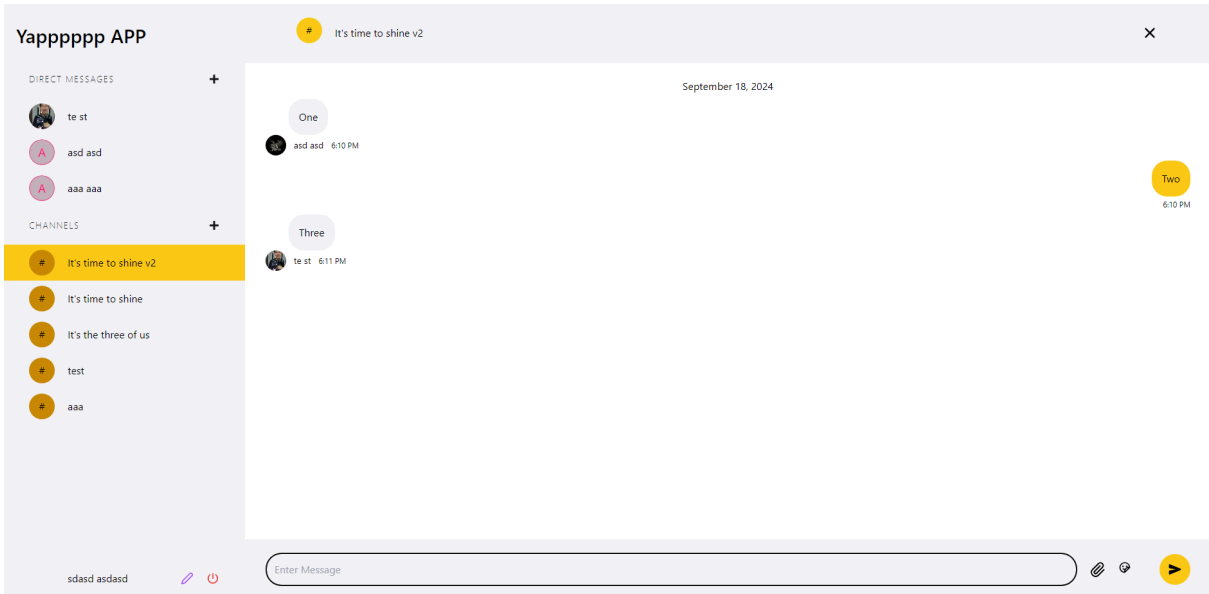 Yapppppp APP
DIRECT MESSAGES
te st
A
asd asd
A
aaa aaa
CHANNELS
#
It's time to shine v2
#
It's time to shine
#
It's the three of us
#
test
#
aaa
sdasd asdasd
#
It's time to shine v2
September 18, 2024
One
asd asd 6:10 PM
Two
6:10 PM
Three
te st 6:11 PM
Enter Message